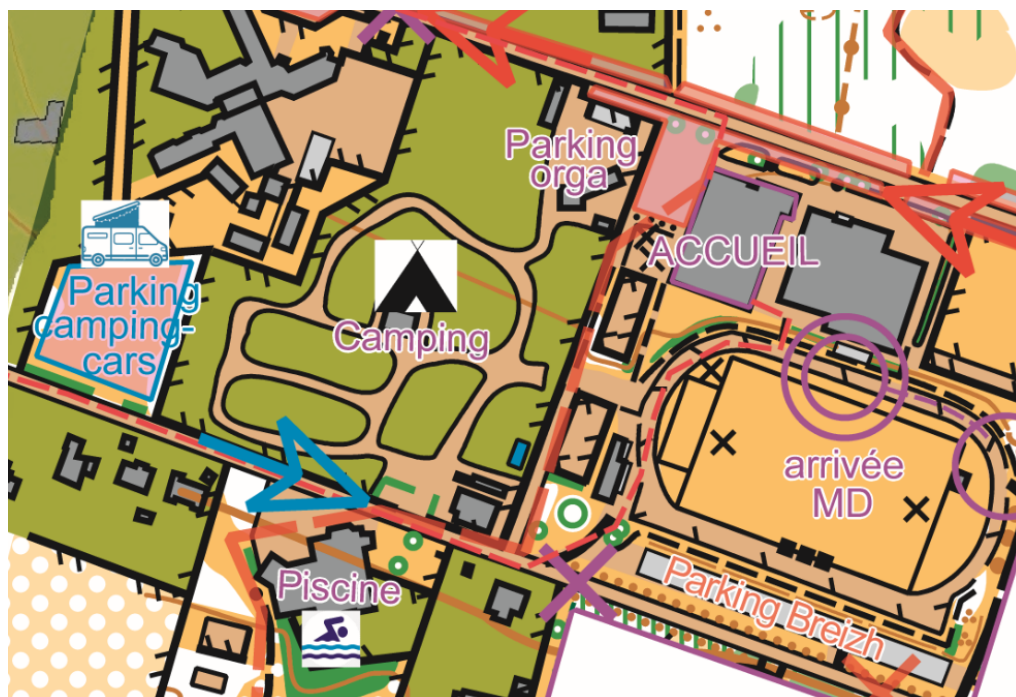 Parking
orga
ACCUEIL
Parking
camping-
cars
Camping
arrivée
MD
Piscine
Parking Breizh